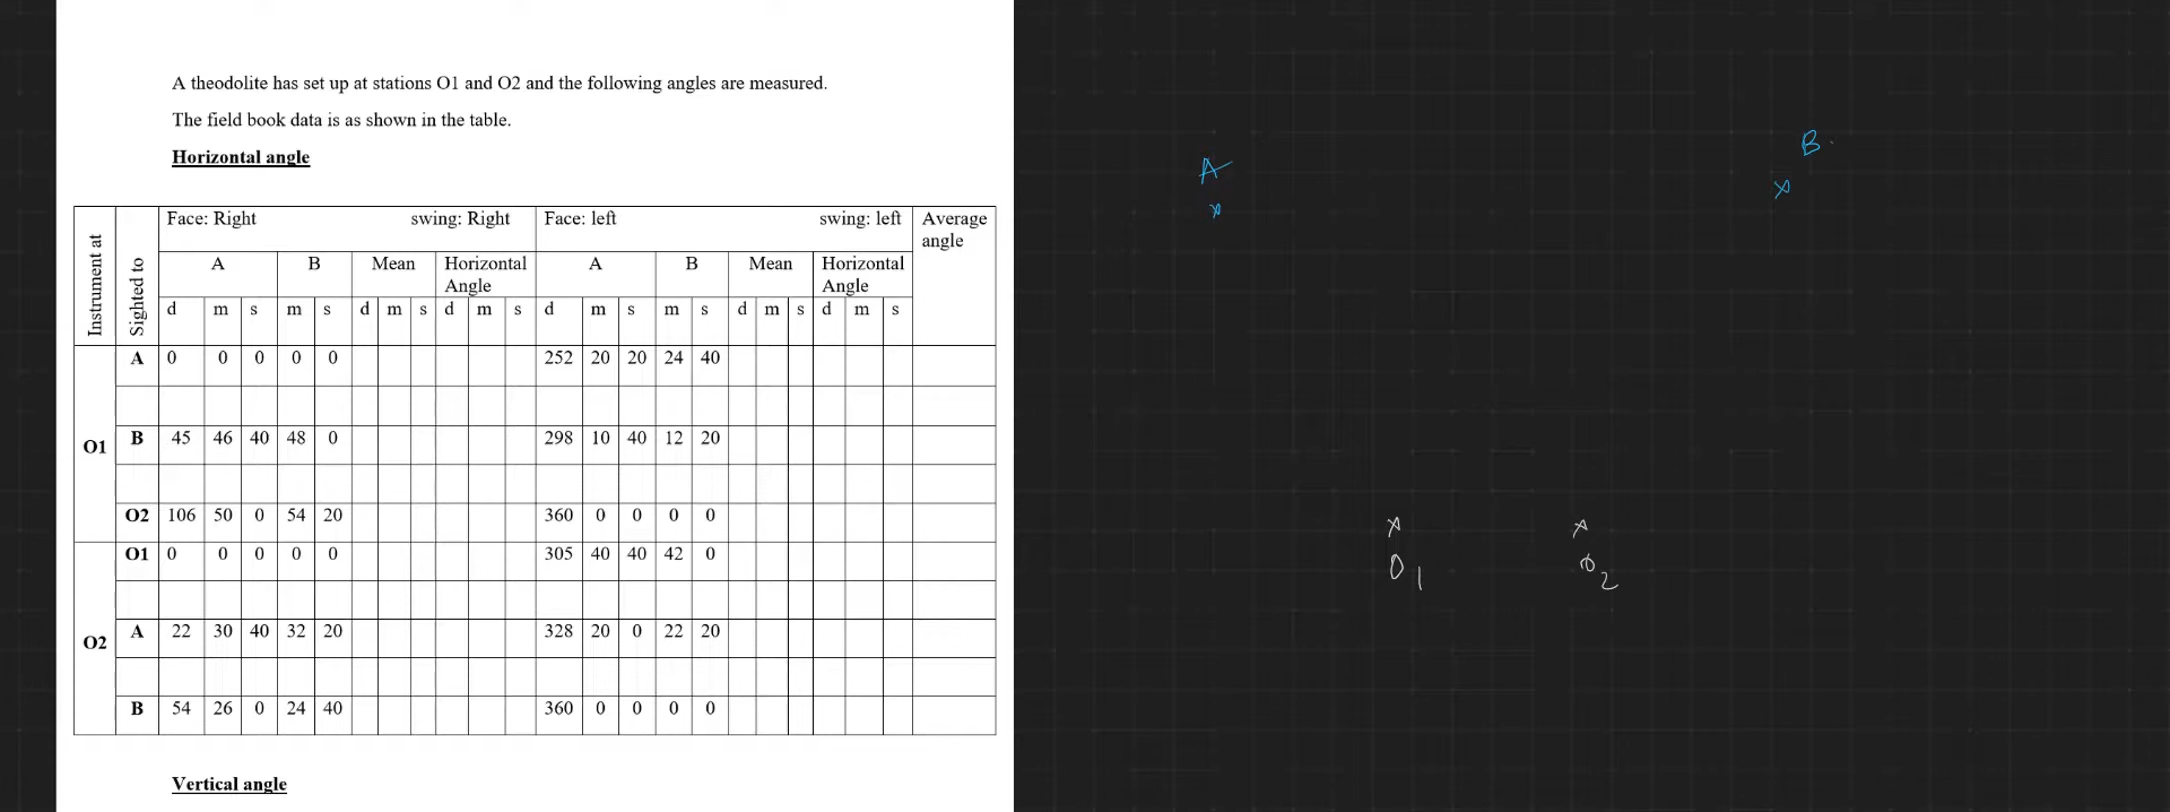 A theodolite has set up at stations O1 and O2 and the following angles are measured.
The field book data is as shown in the table.
Horizontal angle
Instrument at
Sighted to
Face: Right swing: Right Face: left swing: left Average angle
A B Mean Horizontal Angle A B Mean Horizontal Angle
d m s m s d m s d m s d m s m s d m s d m s
O1
A 0 0 0 0 0 252 20 20 24 40
B 45 46 40 48 0 298 10 40 12 20
O2 106 50 0 54 20 360 0 0 0 0
O2
O1 0 0 0 0 0 305 40 40 42 0
A 22 30 40 32 20 328 20 0 22 20
B 54 26 0 24 40 360 0 0 0 0
Vertical angle
A
B
O1
O2